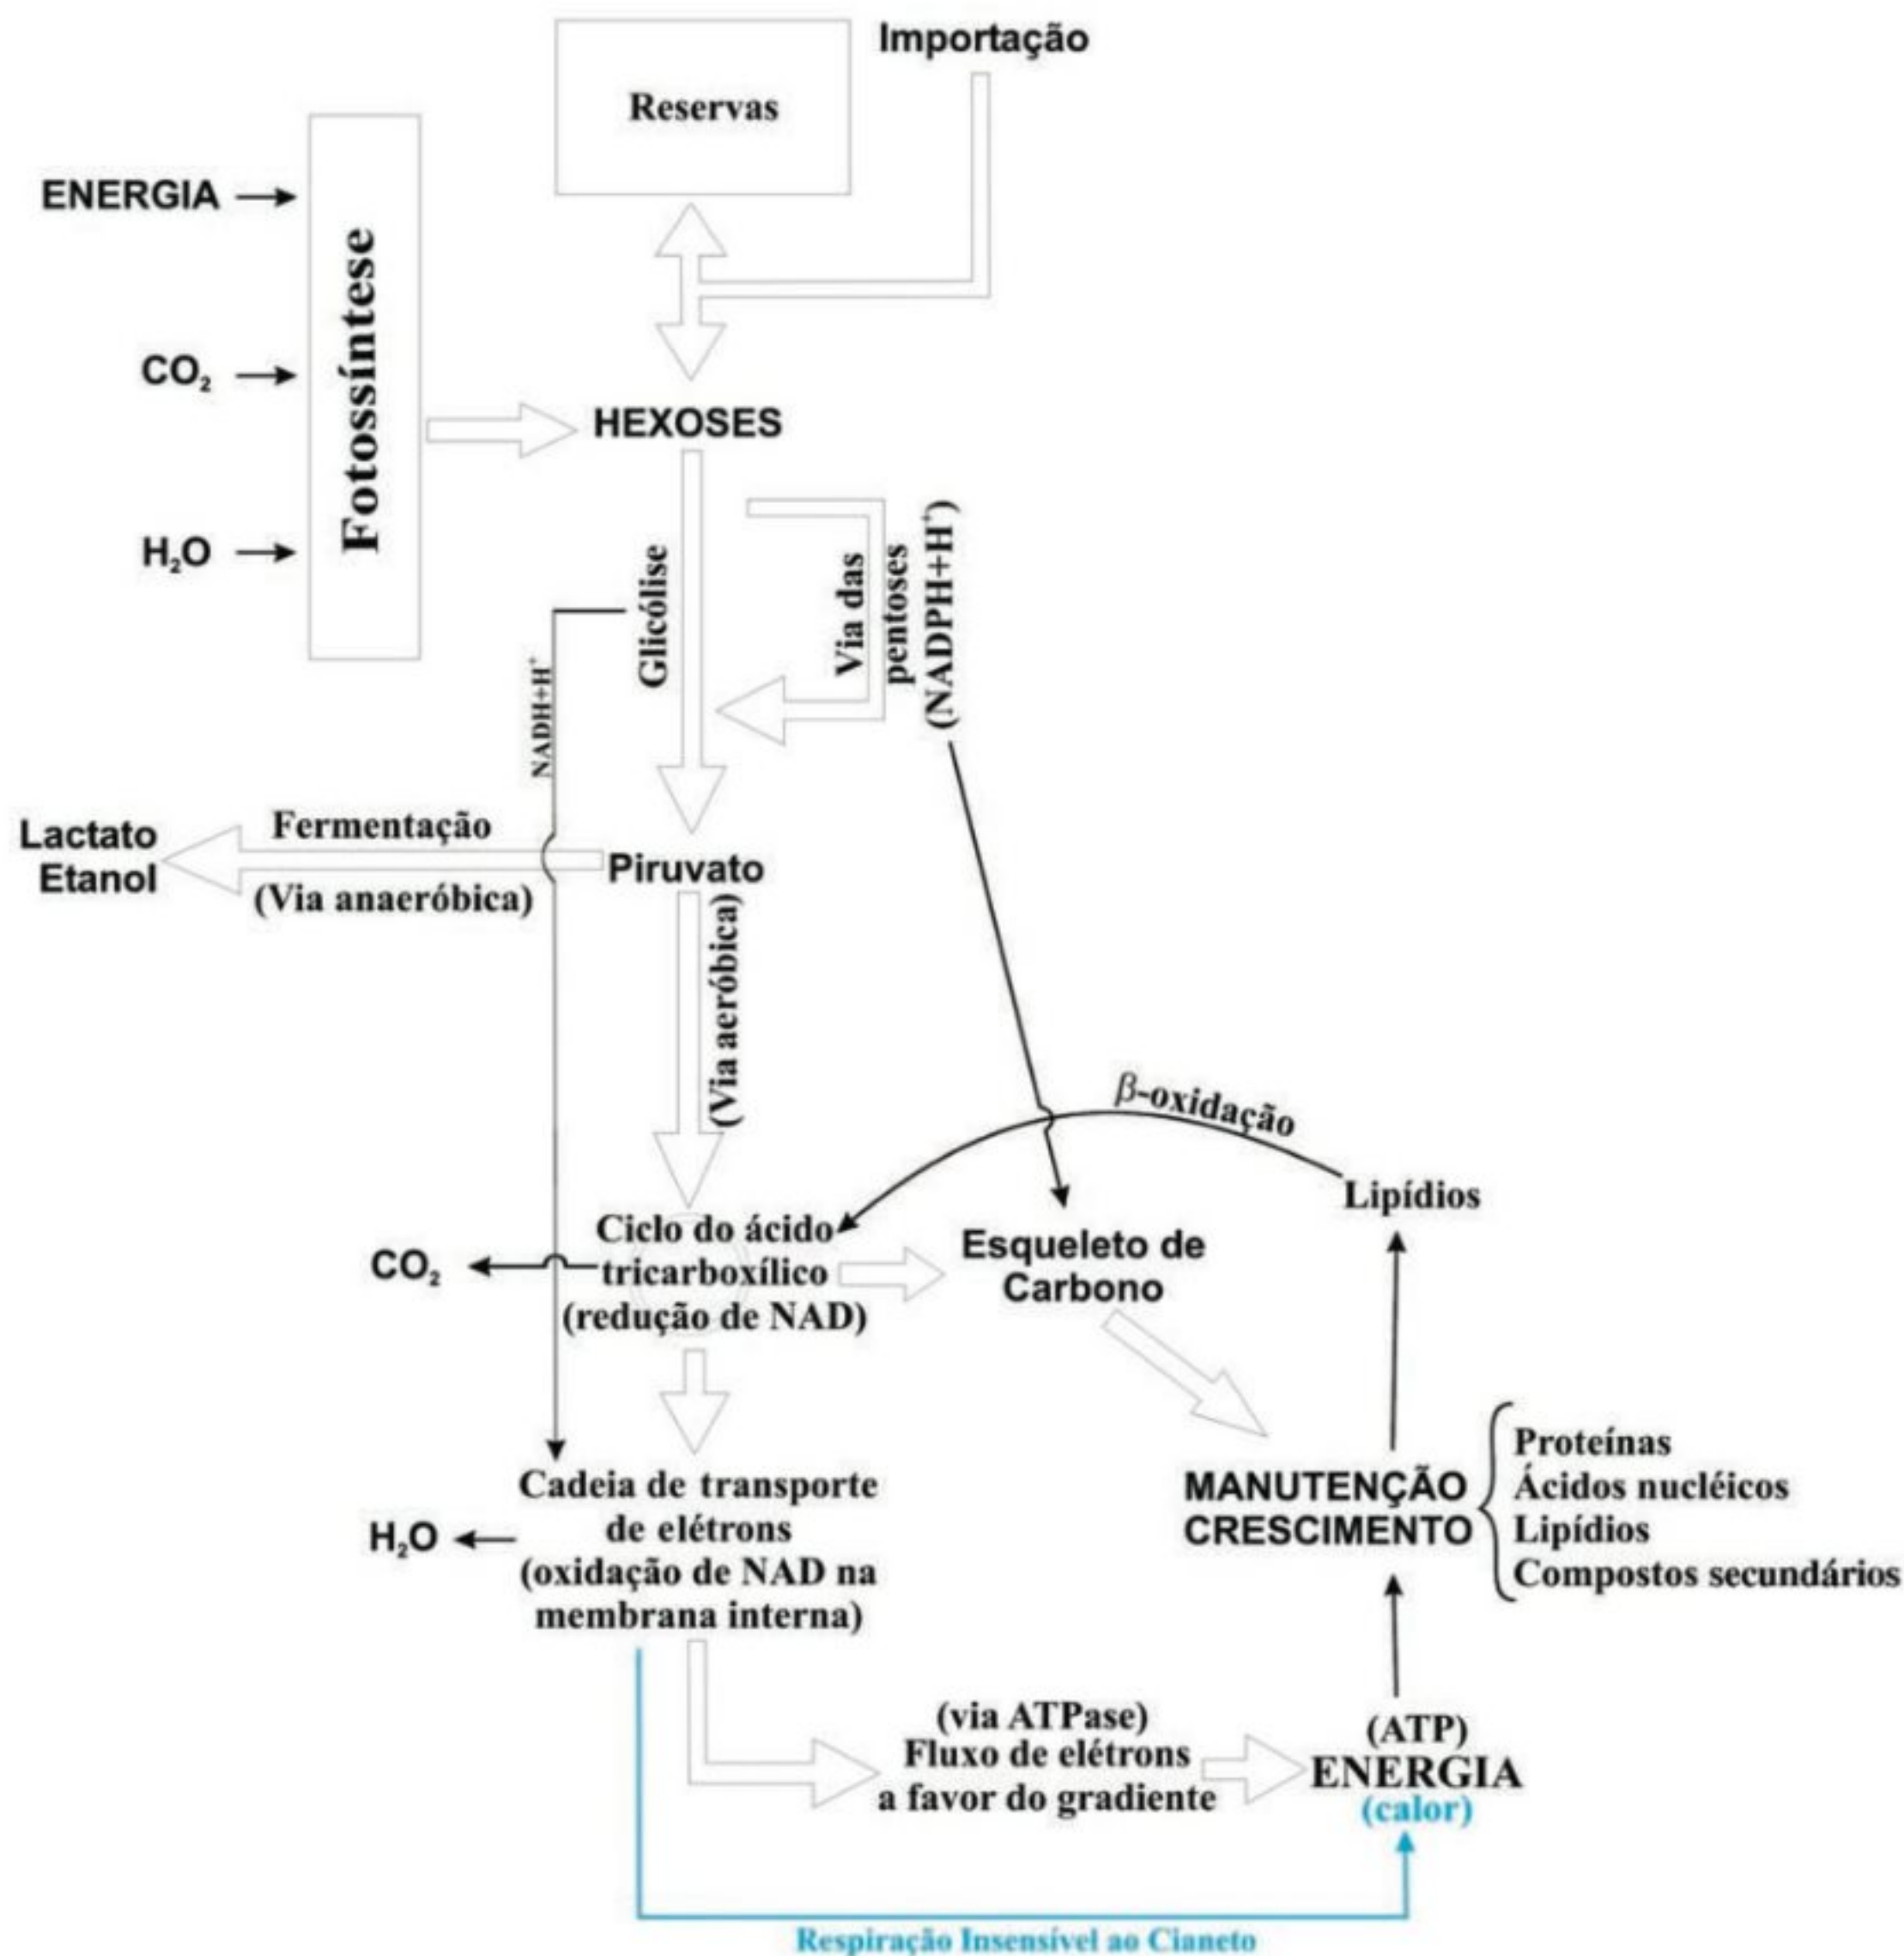 Importação
Reservas
ENERGIA
CO₂
H₂O
Fotossíntese
HEXOSES
Glicólise
Via das
pentoses
(NADPH+H⁺)
NADH+H⁺
Lactato
Etanol
Fermentação
(Via anaeróbica)
Piruvato
(Via aeróbica)
β-oxidação
Lipídios
Ciclo do ácido
tricarboxílico
(redução de NAD)
CO₂
Esqueleto de
Carbono
Cadeia de transporte
de elétrons
(oxidação de NAD na
membrana interna)
H₂O
MANUTENÇÃO
CRESCIMENTO
Proteínas
Ácidos nucléicos
Lipídios
Compostos secundários
(via ATPase)
Fluxo de elétrons
a favor do gradiente
(ATP)
ENERGIA
(calor)
Respiração Insensível ao Cianeto